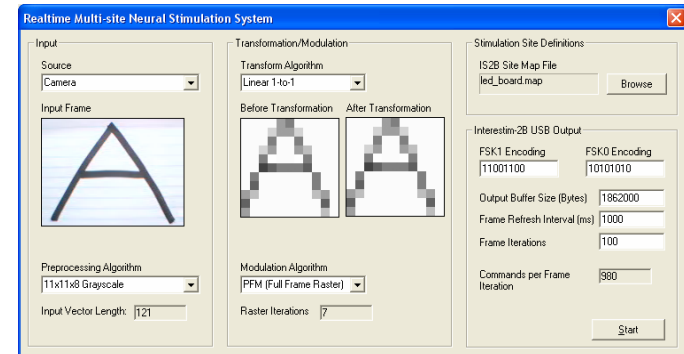 Realtime Multi-site Neural Stimulation System
Input
Source
Camera
Input Frame
A
Preprocessing Algorithm
11x11x8 Grayscale
Input Vector Length: 121
Transformation/Modulation
Transform Algorithm
Linear 1-to-1
Before Transformation After Transformation
A A
Modulation Algorithm
PFM (Full Frame Raster)
Raster Iterations 7
Stimulation Site Definitions
IS2B Site Map File
led_board.map Browse
Interestim-2B USB Output
FSK1 Encoding FSK0 Encoding
11001100 10101010
Output Buffer Size (Bytes) 1862000
Frame Refresh Interval (ms) 1000
Frame Iterations 100
Commands per Frame 980
Iteration
Start